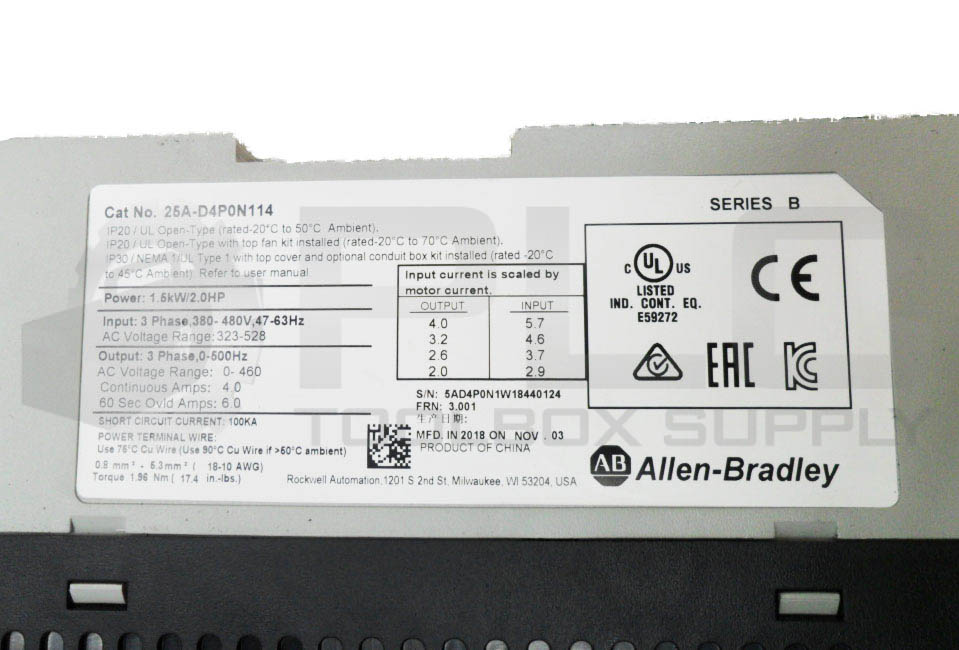 Cat No. 25A-D4P0N114
IP20 / UL Open-Type (rated-20°C to 50°C Ambient).
IP20 / UL Open-Type with top fan kit installed (rated-20°C to 70°C Ambient).
IP30 / NEMA 1/UL Type 1 with top cover and optional conduit box kit installed (rated -20°C
to 45°C Ambient). Refer to user manual
Power: 1.5kW/2.0HP
Input: 3 Phase,380- 480V,47-63Hz
AC Voltage Range: 323-528
Output: 3 Phase,0-500Hz
AC Voltage Range: 0- 460
Continuous Amps: 4.0
60 Sec Ovld Amps: 6.0
SHORT CIRCUIT CURRENT: 100KA
POWER TERMINAL WIRE:
Use 75°C Cu Wire (Use 90°C Cu Wire if >50°C ambient)
0.8 mm² - 5.3mm² ( 18-10 AWG)
Torque 1.96 Nm ( 17.4 in.-lbs.)
Input current is scaled by
motor current.
OUTPUT INPUT
4.0 5.7
3.2 4.6
2.6 3.7
2.0 2.9
S/N: 5AD4P0N1W18440124
FRN: 3.001
生产日期:
MFD. IN 2018 ON NOV . 03
PRODUCT OF CHINA
Rockwell Automation,1201 S 2nd St, Milwaukee, WI 53204, USA
SERIES B
C UL US
LISTED
IND. CONT. EQ.
E59272
CE
EAC
KC
AB Allen-Bradley
PLC
TOOLBOX SUPPLY